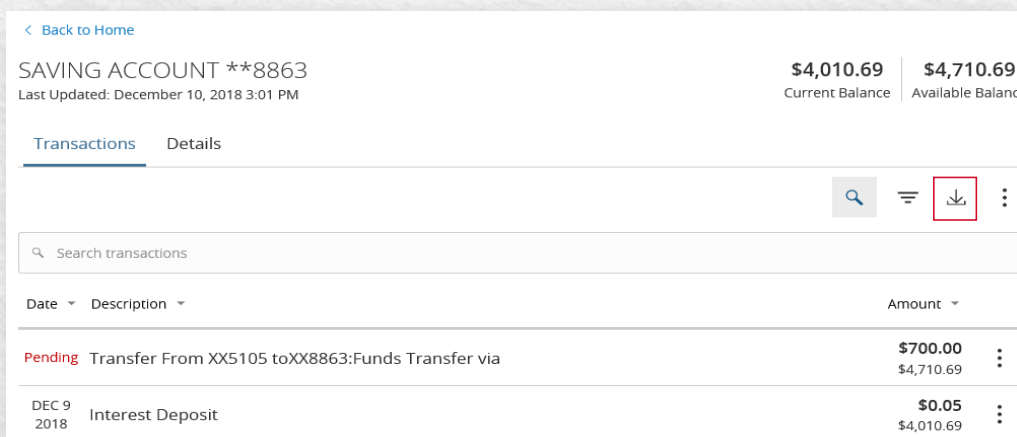 < Back to Home
SAVING ACCOUNT **8863
Last Updated: December 10, 2018 3:01 PM
$4,010.69
Current Balance
$4,710.69
Available Balanc
Transactions Details
Search transactions
Date Description Amount
Pending Transfer From XX5105 toXX8863:Funds Transfer via $700.00
$4,710.69
DEC 9
2018
Interest Deposit
$0.05
$4,010.69